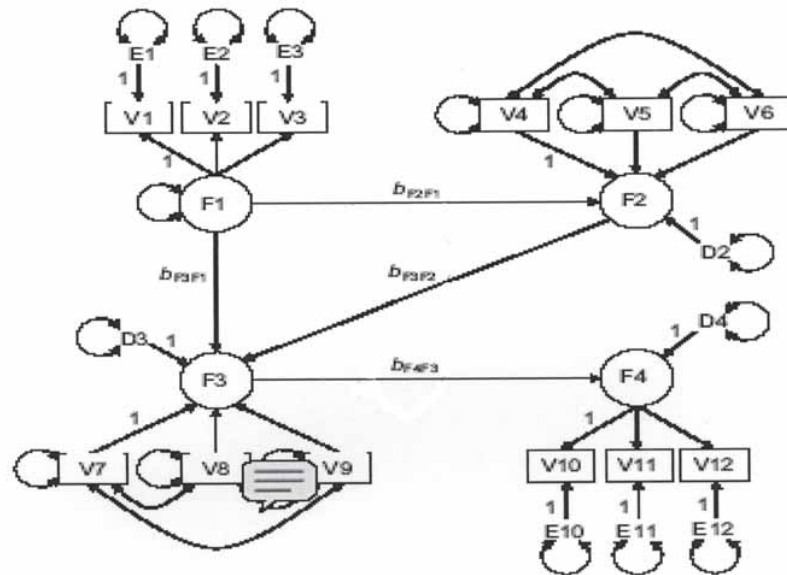 E1 E2 E3
1 1 1
V1 V2 V3
V4 V5 V6
1 1
F1 bF2F1 F2
1
D2
bF3F1 bF3F2
D3 1 1 D4
F3 bF4F3 F4
1 1
V7 V8 V9 V10 V11 V12
1 1 1
E10 E11 E12